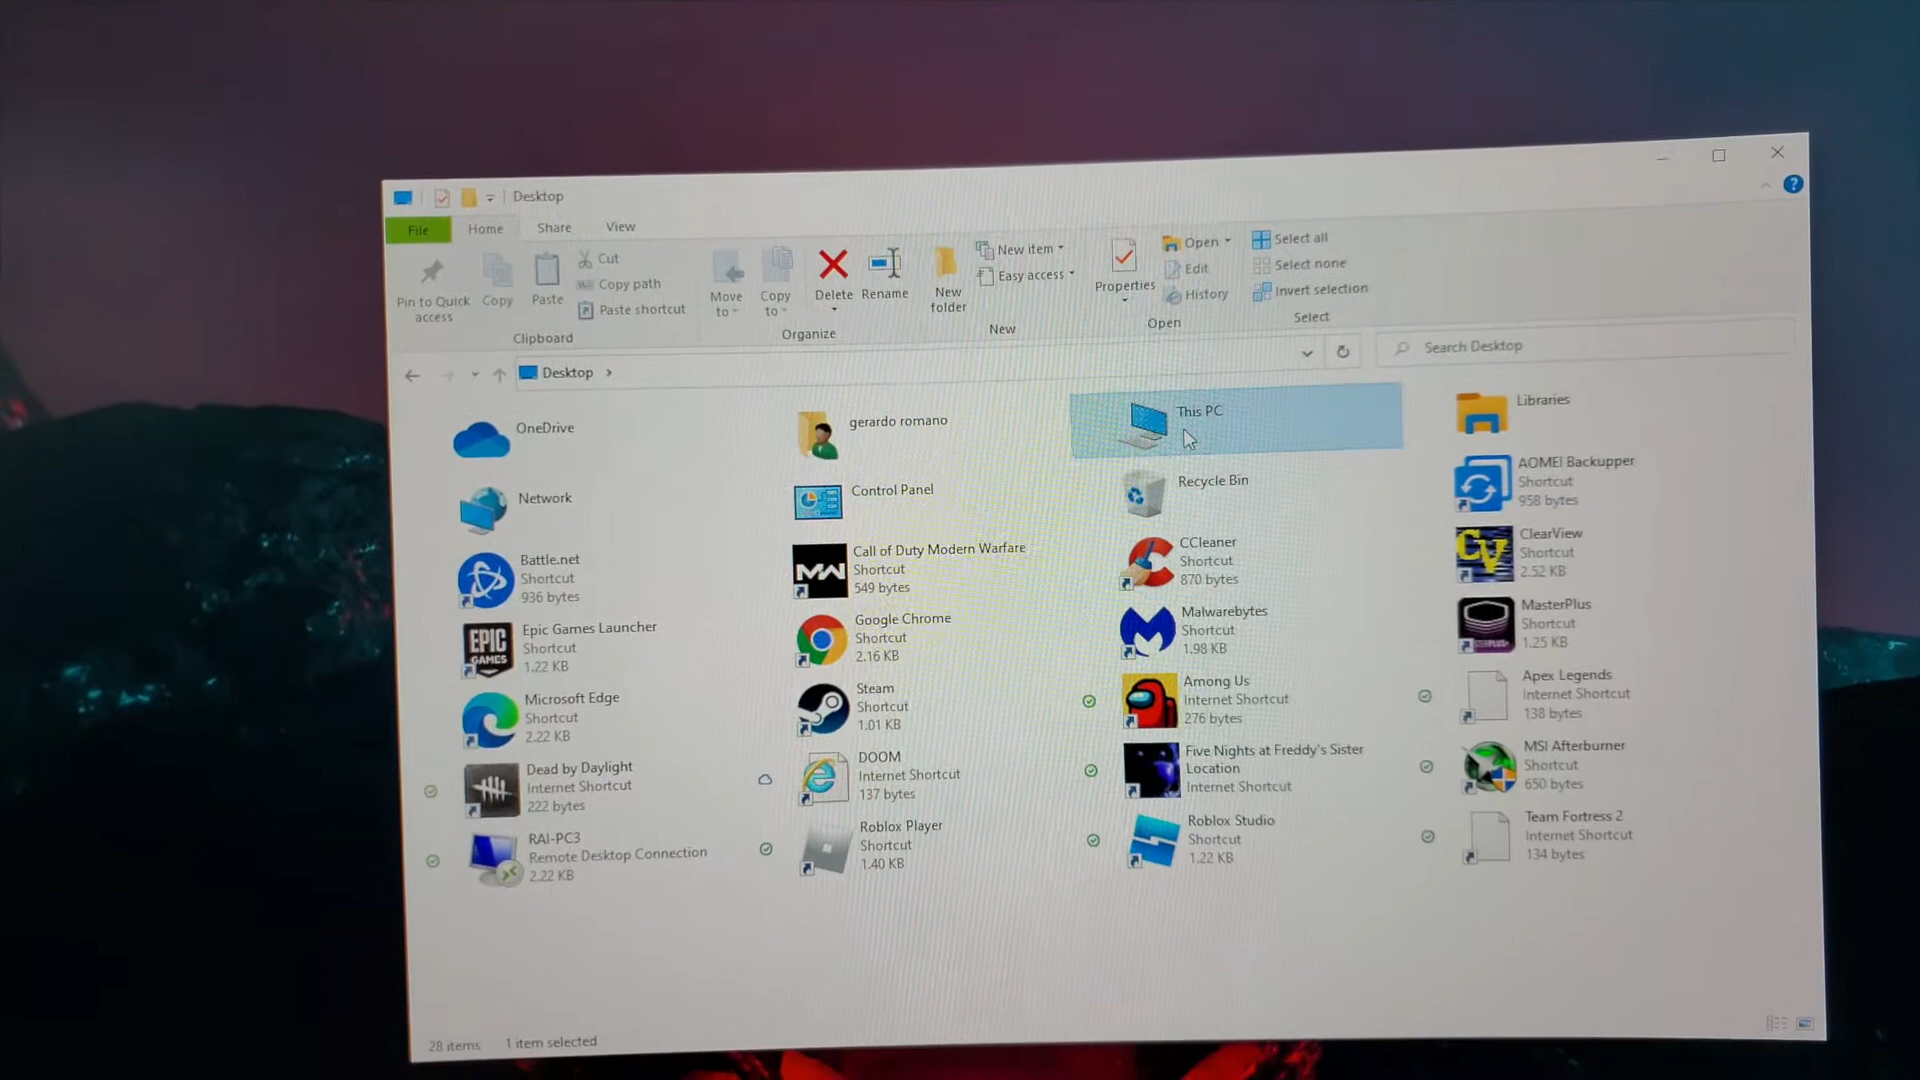 Desktop
File Home Share View
Pin to Quick
access
Copy
Paste
Cut
Copy path
Paste shortcut
Clipboard
Move
to
Copy
to
Delete
Rename
Organize
New
folder
New item
Easy access
New
Properties
Open
Edit
History
Open
Select all
Select none
Invert selection
Select
Desktop
Search Desktop
OneDrive
gerardo romano
This PC
Libraries
Network
Control Panel
Recycle Bin
AOMEI Backupper
Shortcut
958 bytes
Battle.net
Shortcut
936 bytes
MW
Call of Duty Modern Warfare
Shortcut
549 bytes
CCleaner
Shortcut
870 bytes
CV
ClearView
Shortcut
2.52 KB
EPIC
GAMES
Epic Games Launcher
Shortcut
1.22 KB
Google Chrome
Shortcut
2.16 KB
Malwarebytes
Shortcut
1.98 KB
MasterPlus
Shortcut
1.25 KB
Microsoft Edge
Shortcut
2.22 KB
Steam
Shortcut
1.01 KB
Among Us
Internet Shortcut
276 bytes
Apex Legends
Internet Shortcut
138 bytes
Dead by Daylight
Internet Shortcut
222 bytes
DOOM
Internet Shortcut
137 bytes
Five Nights at Freddy's Sister
Location
Internet Shortcut
MSI Afterburner
Shortcut
650 bytes
RAI-PC3
Remote Desktop Connection
2.22 KB
Roblox Player
Shortcut
1.40 KB
Roblox Studio
Shortcut
1.22 KB
Team Fortress 2
Internet Shortcut
134 bytes
28 items 1 item selected